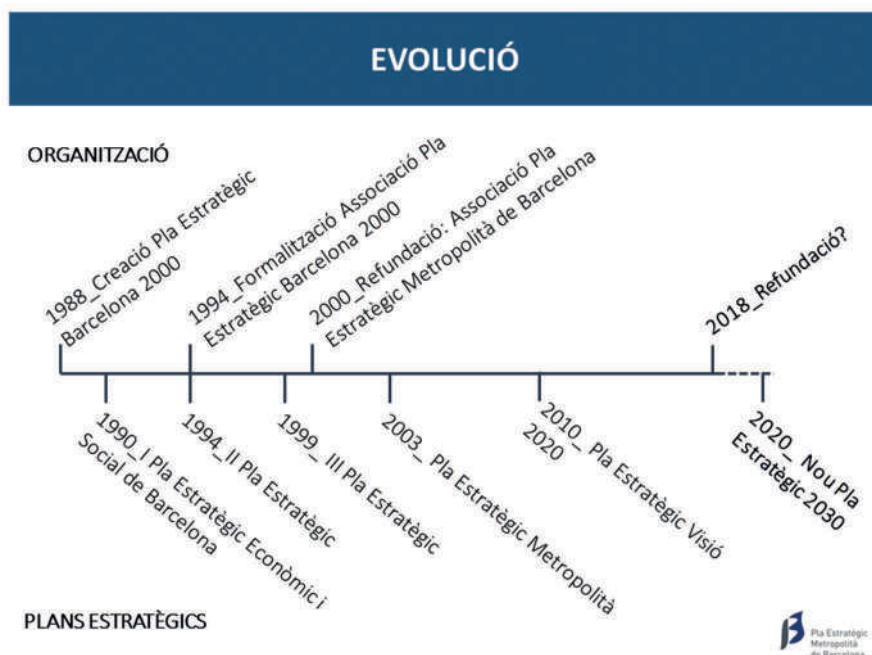 EVOLUCIÓ
ORGANITZACIÓ
1988_Creació Pla Estratègic
Barcelona 2000
1994_Formalització Associació Pla
Estratègic Barcelona 2000
2000_Refundació: Associació Pla
Estratègic Metropolità de Barcelona
2018_Refundació?
1990_I Pla Estratègic Econòmic i
Social de Barcelona
1994_II Pla Estratègic
1999_ III Pla Estratègic
2003_ Pla Estratègic Metropolità
2010_ Pla Estratègic Visió
2020
2020_ Nou Pla
Estratègic 2030
PLANS ESTRATÈGICS
Pla Estratègic
Metropolità
de Barcelona